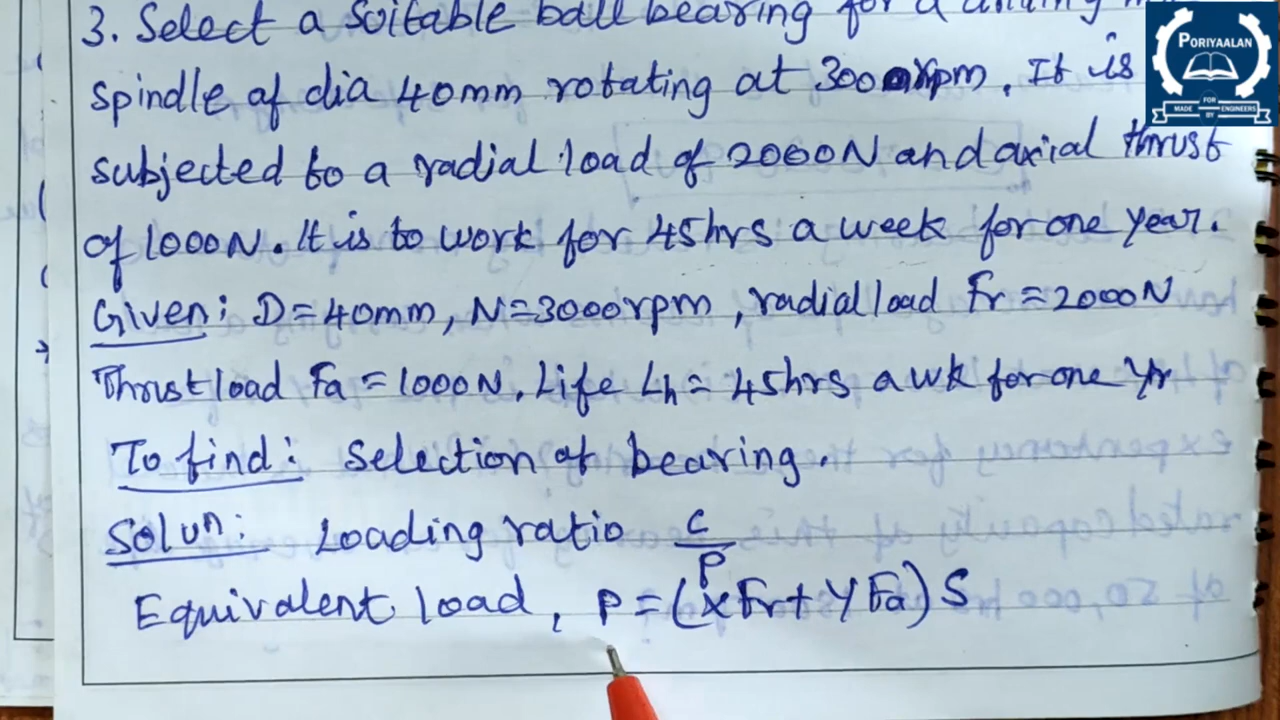 3. Select a suitable ball bearing for a
spindle of dia 40mm rotating at 3000rpm. It is
subjected to a radial load of 2000N and axial thrust
of 1000N. It is to work for 45hrs a week for one year.
Given: D=40mm, N=3000rpm, radial load Fr = 2000N
Thrust load Fa = 1000N. Life Lh = 45hrs a wk for one yr
To find: Selection of bearing.
Solun: Loading ratio C/P
Equivalent load, P = (XFr + YFa) S
PORIYAALAN
MADE FOR BY ENGINEERS